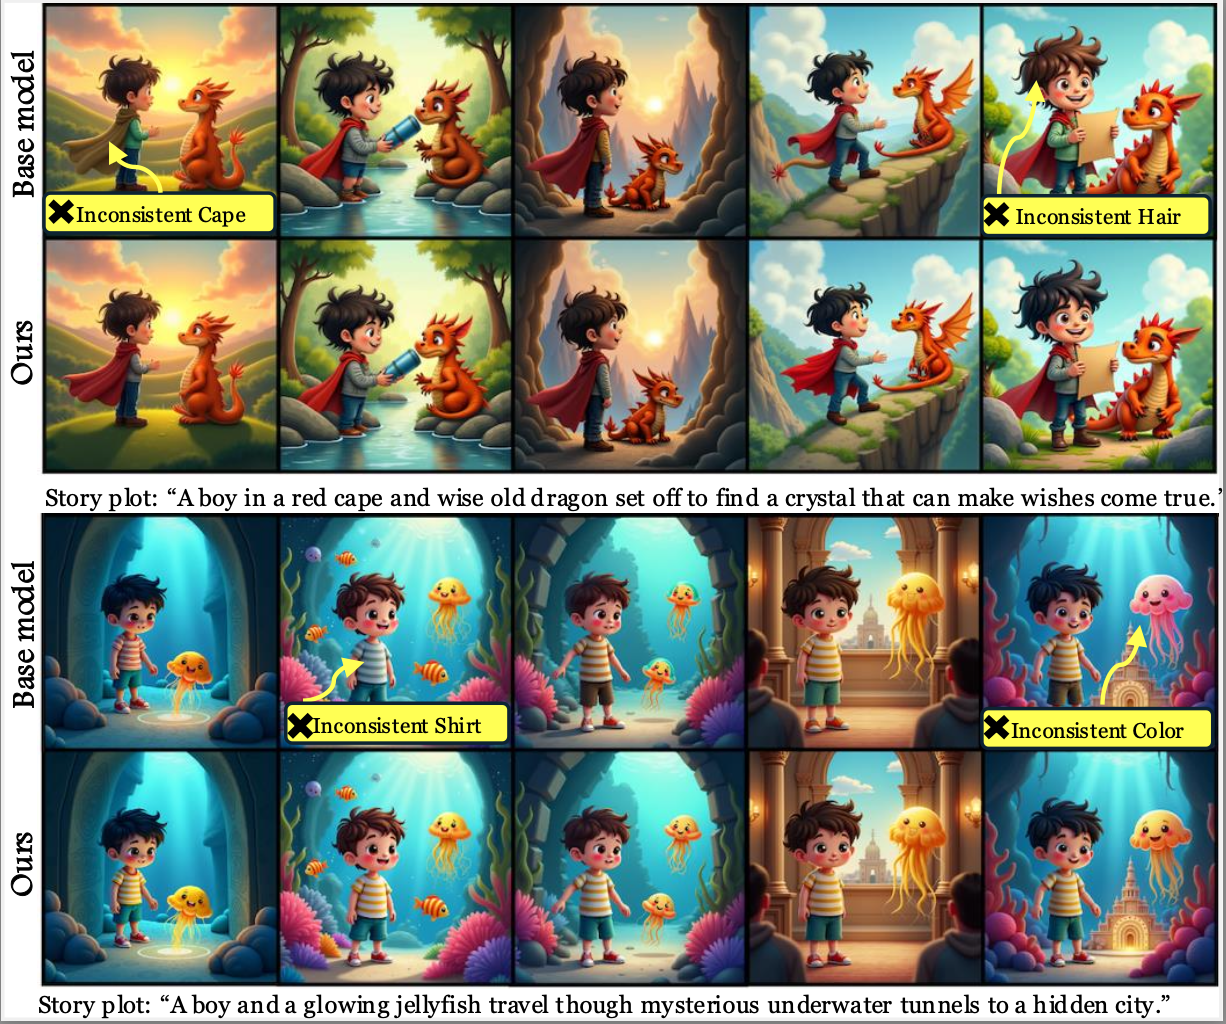 Base model
✖Inconsistent Cape
✖ Inconsistent Hair
Ours
Story plot: “A boy in a red cape and wise old dragon set off to find a crystal that can make wishes come true.”
Base model
✖Inconsistent Shirt
✖Inconsistent Color
Ours
Story plot: “A boy and a glowing jellyfish travel though mysterious underwater tunnels to a hidden city.”